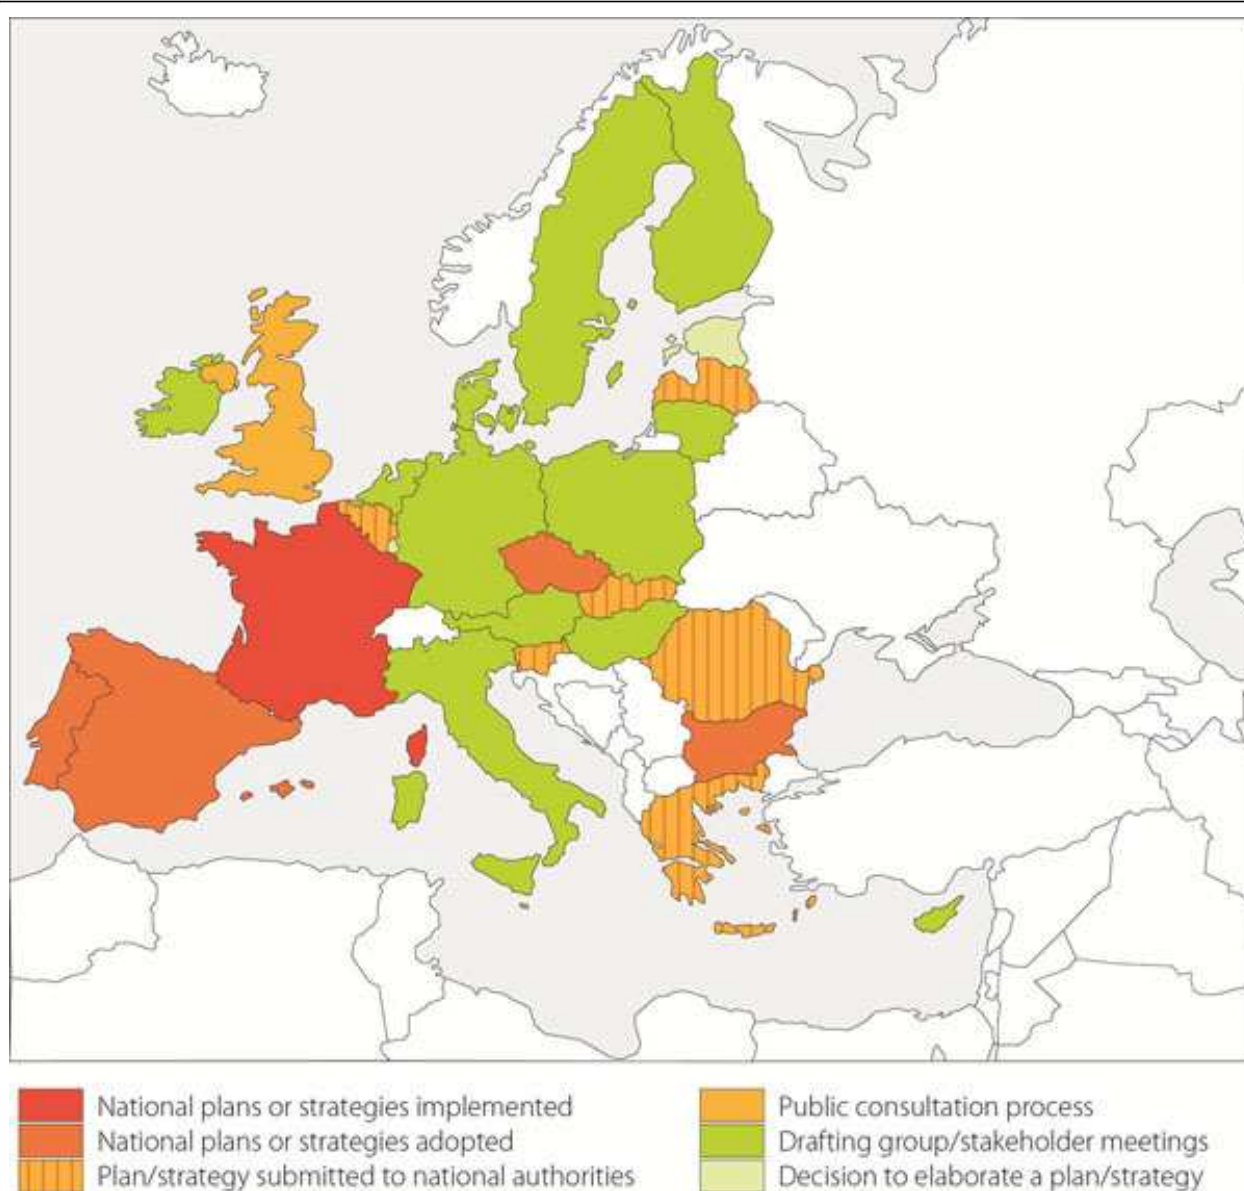 National plans or strategies implemented
National plans or strategies adopted
Plan/strategy submitted to national authorities
Public consultation process
Drafting group/stakeholder meetings
Decision to elaborate a plan/strategy